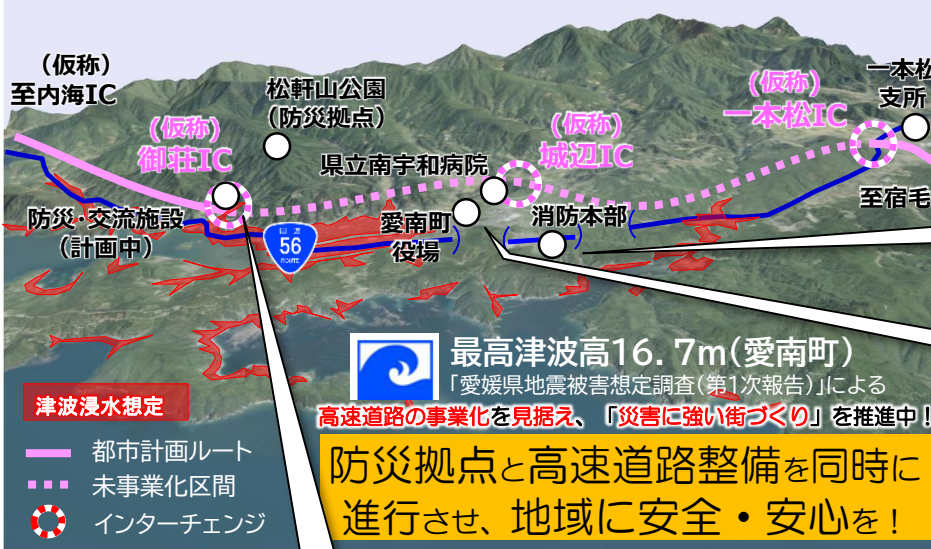 (仮称)
至内海IC
松軒山公園
(防災拠点)
(仮称)
御荘IC
県立南宇和病院
(仮称)
城辺IC
(仮称)
一本松IC
一本松
支所
至宿毛
防災・交流施設
(計画中)
国道
56
ROUTE
愛南町
役場
消防本部
最高津波高16.7m(愛南町)
「愛媛県地震被害想定調査(第1次報告)」による
高速道路の事業化を見据え、「災害に強い街づくり」を推進中!
津波浸水想定
都市計画ルート
未事業化区間
インターチェンジ
防災拠点と高速道路整備を同時に
進行させ、地域に安全・安心を!